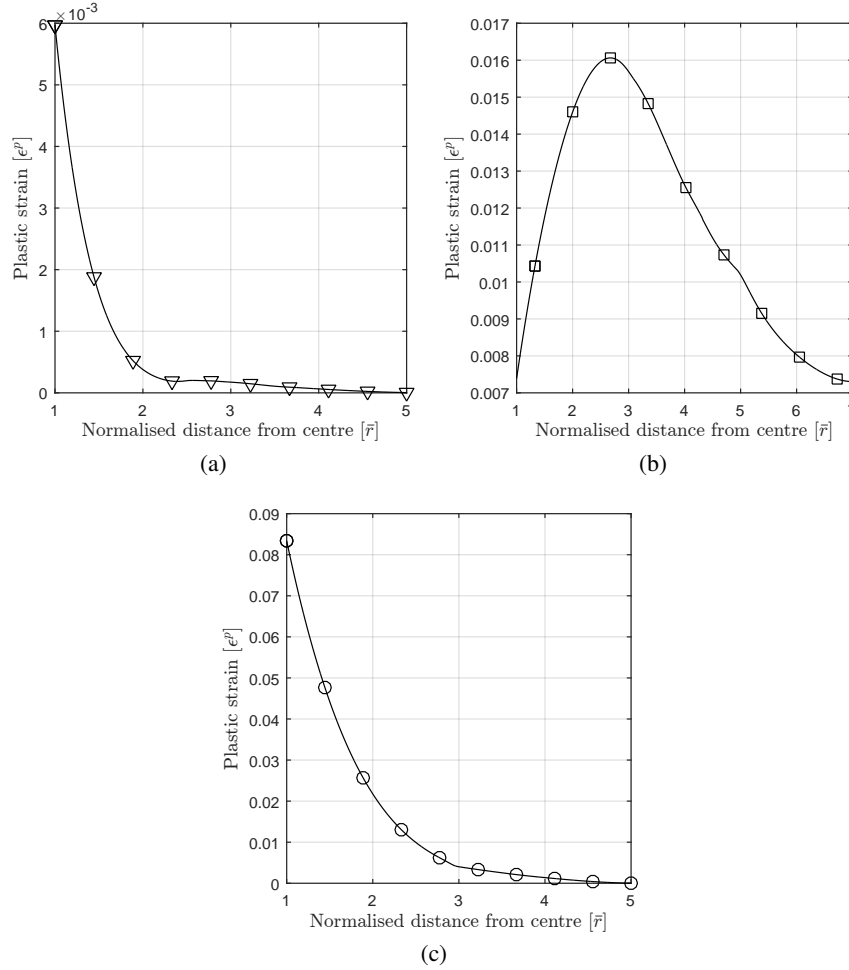 ×10⁻³
6
5
4
3
2
1
0
Plastic strain [ϵᵖ]
1 2 3 4 5
Normalised distance from centre [r̄]
(a)
0.017
0.016
0.015
0.014
0.013
0.012
0.011
0.010
0.009
0.008
0.007
Plastic strain [ϵᵖ]
1 2 3 4 5 6
Normalised distance from centre [r̄]
(b)
0.09
0.08
0.07
0.06
0.05
0.04
0.03
0.02
0.01
0
Plastic strain [ϵᵖ]
1 2 3 4 5
Normalised distance from centre [r̄]
(c)